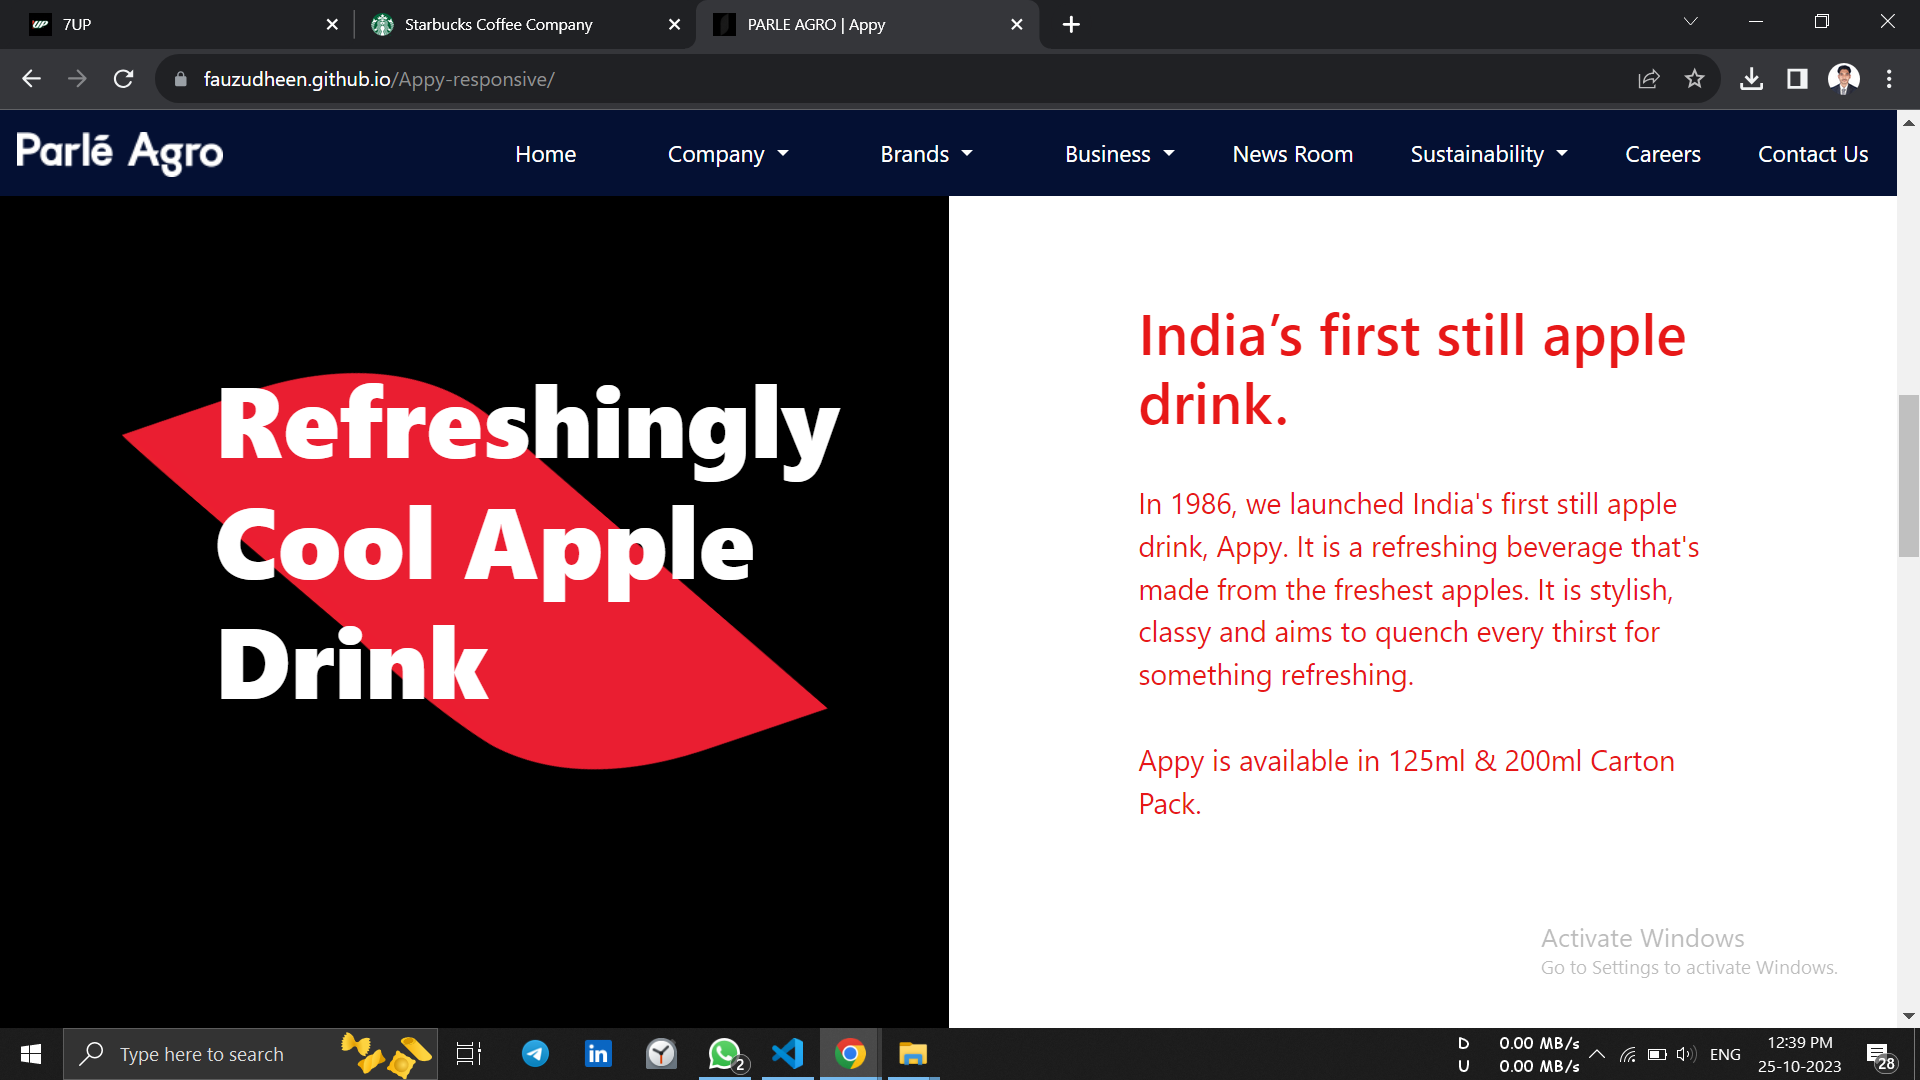 7UP
Starbucks Coffee Company
PARLE AGRO | Appy
fauzudheen.github.io/Appy-responsive/
Parlé Agro
Home
Company
Brands
Business
News Room
Sustainability
Careers
Contact Us
Refreshingly
Cool Apple
Drink
India’s first still apple
drink.
In 1986, we launched India's first still apple
drink, Appy. It is a refreshing beverage that's
made from the freshest apples. It is stylish,
classy and aims to quench every thirst for
something refreshing.
Appy is available in 125ml & 200ml Carton
Pack.
Activate Windows
Go to Settings to activate Windows.
Type here to search
2
D 0.00 MB/s
U 0.00 MB/s
ENG
12:39 PM
25-10-2023
28